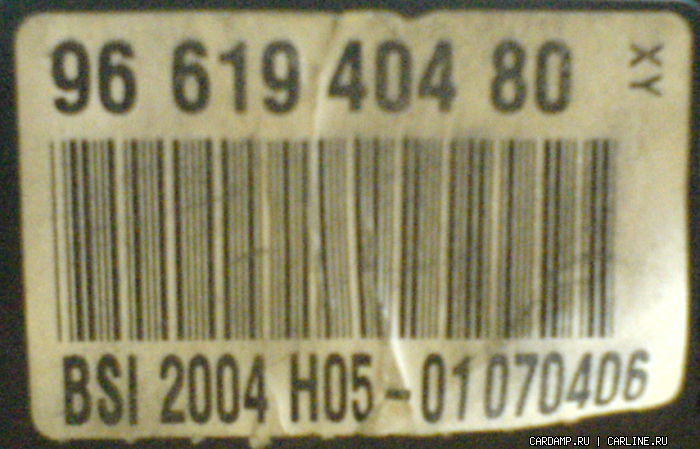 96 619 404 80 XY
BSI 2004 H05-01070406
CARDAMP.RU | CARLINE.RU